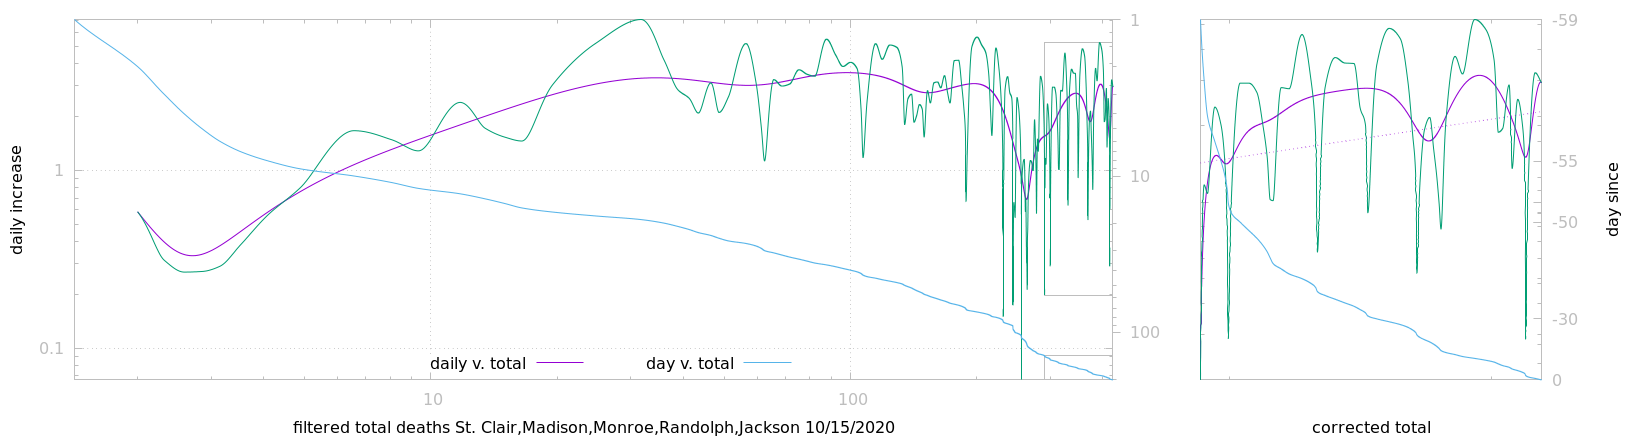 1
-59
1
10
-55
-50
daily increase
day since
100
-30
0.1
daily v. total
day v. total
0
10
100
filtered total deaths St. Clair,Madison,Monroe,Randolph,Jackson 10/15/2020
corrected total